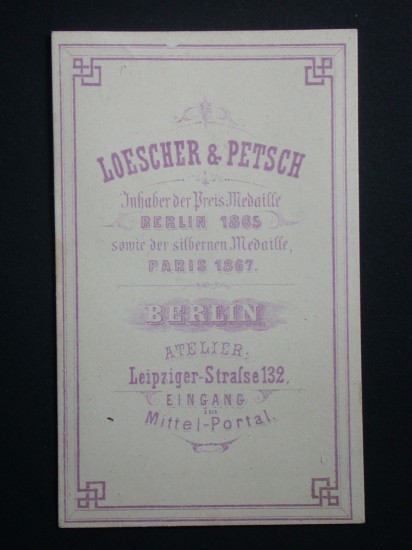 LOESCHER & PETSCH
Inhaber der Preis-Medaille
BERLIN 1865
sowie der silbernen Medaille,
PARIS 1867.
BERLIN
ATELIER:
Leipziger-Straſse 132.
EINGANG
im
Mittel-Portal.